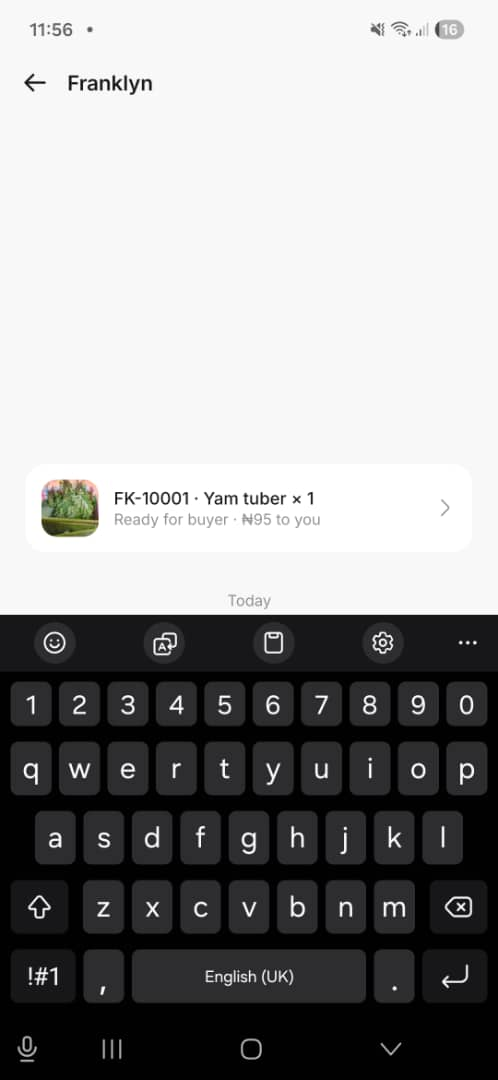 11:56
16
Franklyn
FK-10001 · Yam tuber × 1
Ready for buyer · ₦95 to you
Today
1 2 3 4 5 6 7 8 9 0
q w e r t y u i o p
a s d f g h j k l
z x c v b n m
!#1 , English (UK) .